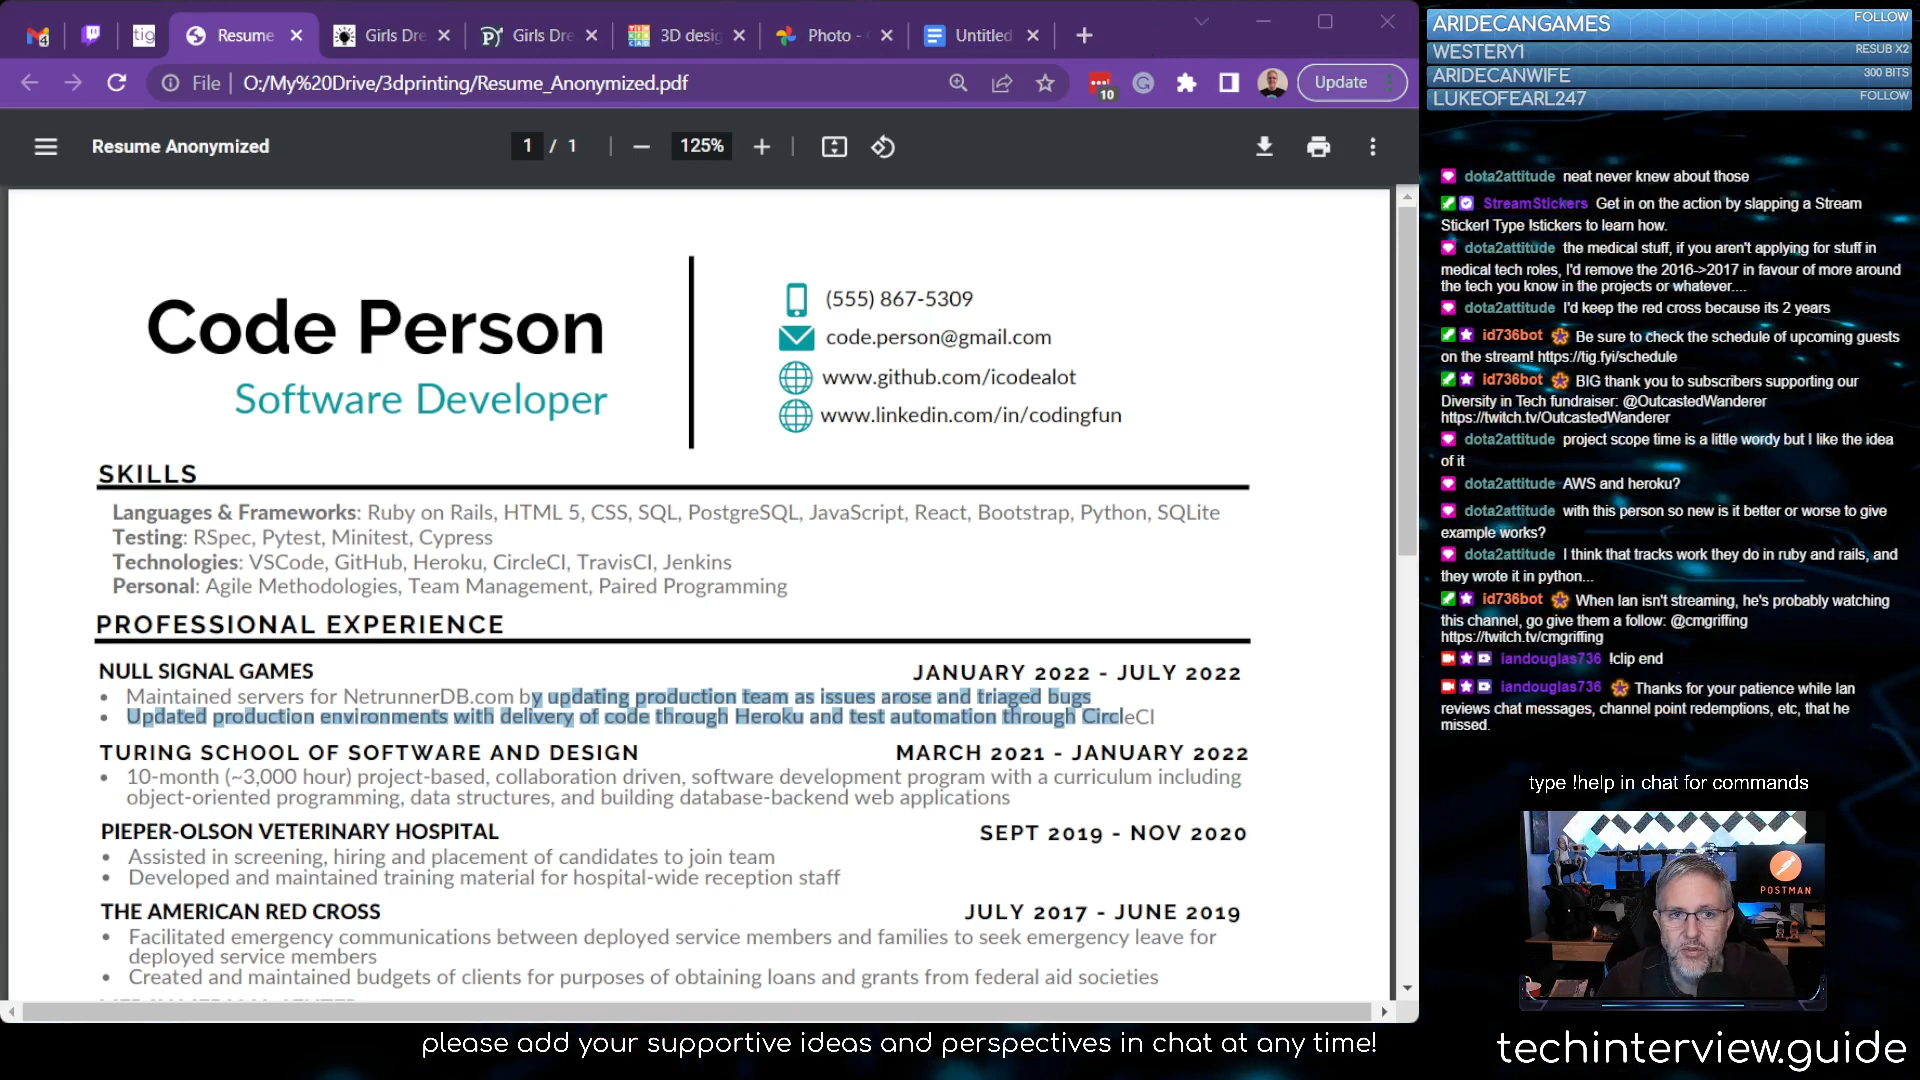 4
tig
Resume
Girls Dre
Girls Dre
3D desig
Photo -
Untitled
File
O:/My%20Drive/3dprinting/Resume_Anonymized.pdf
10
Update
Resume Anonymized
1 / 1
125%
Code Person
Software Developer
(555) 867-5309
code.person@gmail.com
www.github.com/icodealot
www.linkedin.com/in/codingfun
SKILLS
Languages & Frameworks: Ruby on Rails, HTML 5, CSS, SQL, PostgreSQL, JavaScript, React, Bootstrap, Python, SQLite
Testing: RSpec, Pytest, Minitest, Cypress
Technologies: VSCode, GitHub, Heroku, CircleCI, TravisCI, Jenkins
Personal: Agile Methodologies, Team Management, Paired Programming
PROFESSIONAL EXPERIENCE
NULL SIGNAL GAMES JANUARY 2022 - JULY 2022
• Maintained servers for NetrunnerDB.com by updating production team as issues arose and triaged bugs
• Updated production environments with delivery of code through Heroku and test automation through CircleCI
TURING SCHOOL OF SOFTWARE AND DESIGN MARCH 2021 - JANUARY 2022
• 10-month (~3,000 hour) project-based, collaboration driven, software development program with a curriculum including
object-oriented programming, data structures, and building database-backend web applications
PIEPER-OLSON VETERINARY HOSPITAL SEPT 2019 - NOV 2020
• Assisted in screening, hiring and placement of candidates to join team
• Developed and maintained training material for hospital-wide reception staff
THE AMERICAN RED CROSS JULY 2017 - JUNE 2019
• Facilitated emergency communications between deployed service members and families to seek emergency leave for
deployed service members
• Created and maintained budgets of clients for purposes of obtaining loans and grants from federal aid societies
ARIDECANGAMES FOLLOW
WESTERY1 RESUB X2
ARIDECANWIFE 300 BITS
LUKEOFEARL247 FOLLOW
dota2attitude neat never knew about those
StreamStickers Get in on the action by slapping a Stream
Sticker! Type !stickers to learn how.
dota2attitude the medical stuff, if you aren't applying for stuff in
medical tech roles, I'd remove the 2016->2017 in favour of more around
the tech you know in the projects or whatever....
dota2attitude I'd keep the red cross because its 2 years
id736bot Be sure to check the schedule of upcoming guests
on the stream! https://tig.fyi/schedule
id736bot BIG thank you to subscribers supporting our
Diversity in Tech fundraiser: @OutcastedWanderer
https://twitch.tv/OutcastedWanderer
dota2attitude project scope time is a little wordy but I like the idea
of it
dota2attitude AWS and heroku?
dota2attitude with this person so new is it better or worse to give
example works?
dota2attitude I think that tracks work they do in ruby and rails, and
they wrote it in python...
id736bot When Ian isn't streaming, he's probably watching
this channel, go give them a follow: @cmgriffing
https://twitch.tv/cmgriffing
iandouglas736 !clip end
iandouglas736 Thanks for your patience while Ian
reviews chat messages, channel point redemptions, etc, that he
missed.
type !help in chat for commands
POSTMAN
please add your supportive ideas and perspectives in chat at any time!
techinterview.guide